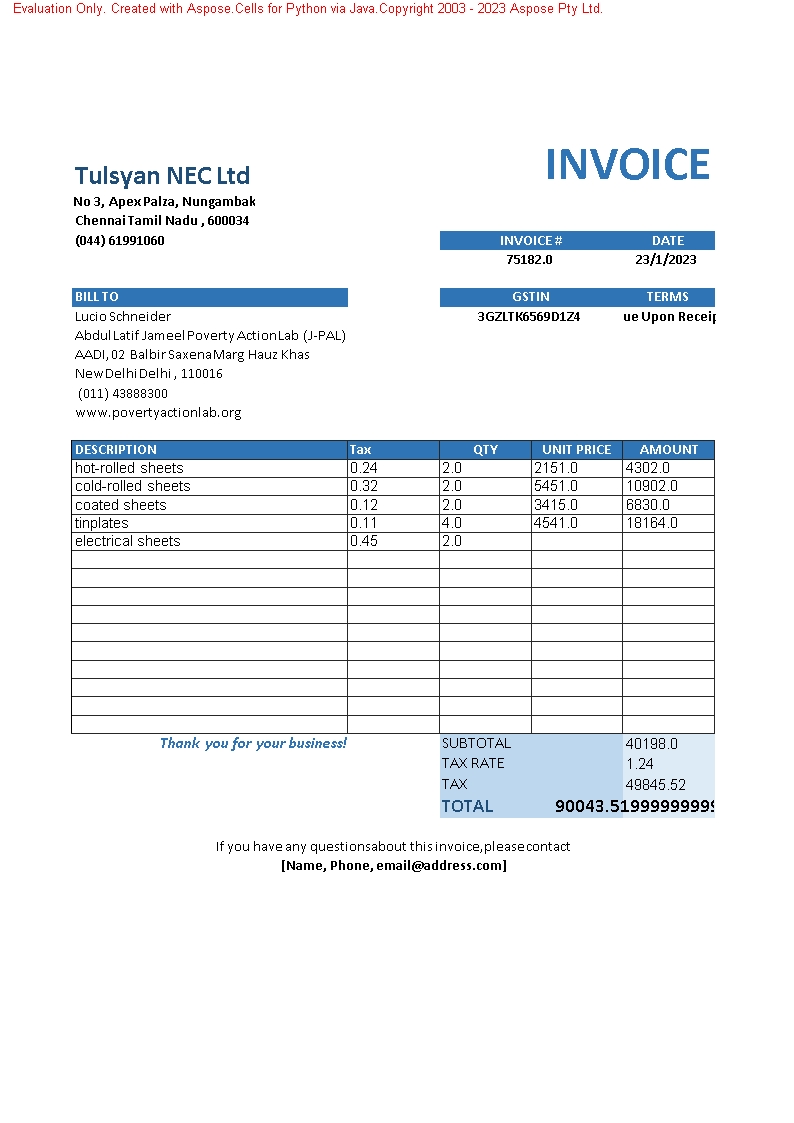 Evaluation Only. Created with Aspose.Cells for Python via Java.Copyright 2003 - 2023 Aspose Pty Ltd.
INVOICE
Tulsyan NEC Ltd
No 3, Apex Palza, Nungambak
Chennai Tamil Nadu , 600034
(044) 61991060
INVOICE # DATE
75182.0 23/1/2023
BILL TO GSTIN TERMS
Lucio Schneider 3GZLTK6569D1Z4 ue Upon Receip
Abdul Latif Jameel Poverty Action Lab (J-PAL)
AADI, 02 Balbir Saxena Marg Hauz Khas
New Delhi Delhi , 110016
(011) 43888300
www.povertyactionlab.org
DESCRIPTION Tax QTY UNIT PRICE AMOUNT
hot-rolled sheets 0.24 2.0 2151.0 4302.0
cold-rolled sheets 0.32 2.0 5451.0 10902.0
coated sheets 0.12 2.0 3415.0 6830.0
tinplates 0.11 4.0 4541.0 18164.0
electrical sheets 0.45 2.0
Thank you for your business! SUBTOTAL 40198.0
TAX RATE 1.24
TAX 49845.52
TOTAL 90043.5199999999
If you have any questions about this invoice, please contact
[Name, Phone, email@address.com]